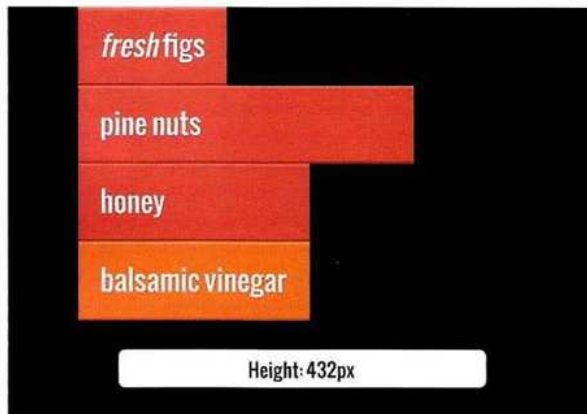 fresh figs
pine nuts
honey
balsamic vinegar
Height: 432px